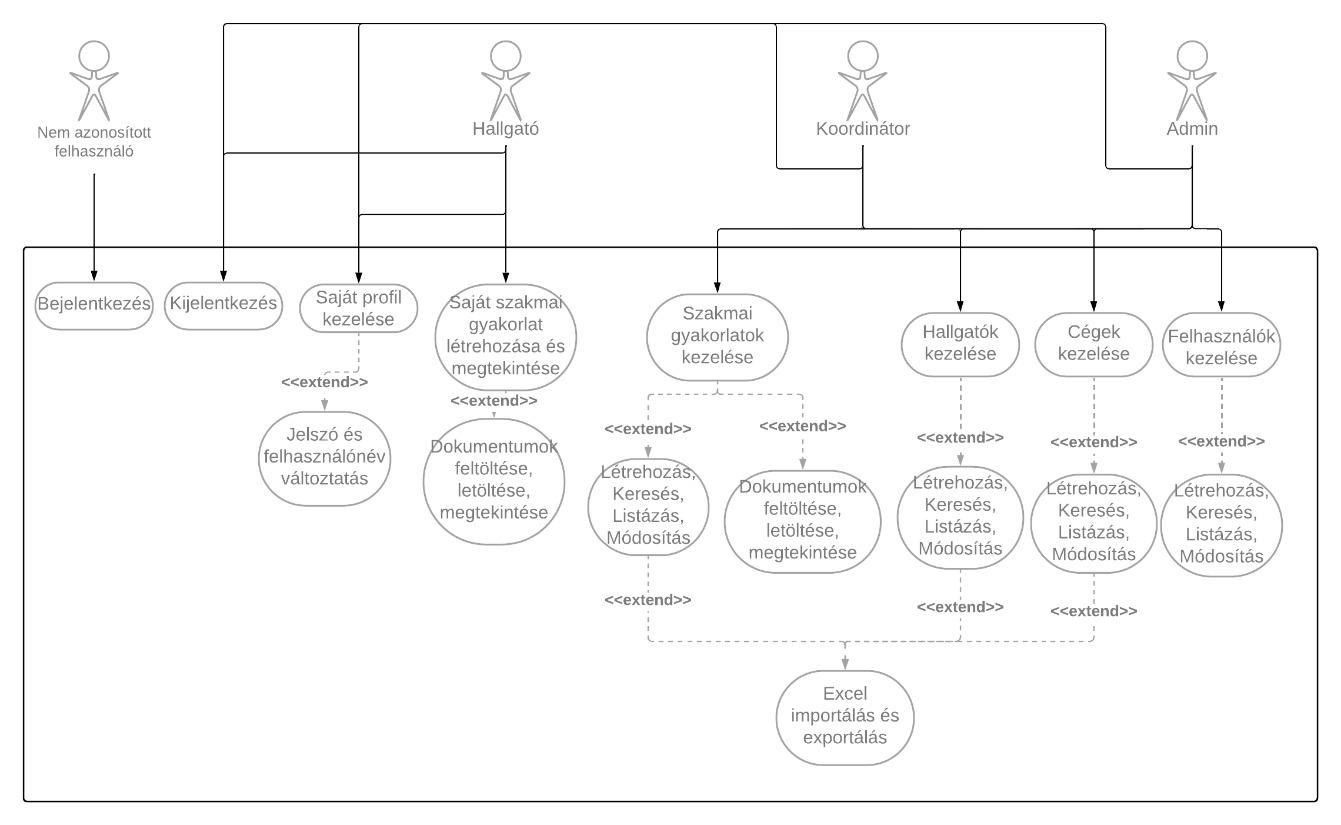 Nem azonosított
felhasználó
Hallgató
Koordinátor
Admin
Bejelentkezés
Kijelentkezés
Saját profil
kezelése
Saját szakmai
gyakorlat
létrehozása és
megtekintése
Szakmai
gyakorlatok
kezelése
Hallgatók
kezelése
Cégek
kezelése
Felhasználók
kezelése
<<extend>>
<<extend>>
<<extend>>
<<extend>>
<<extend>>
<<extend>>
<<extend>>
Jelszó és
felhasználónév
változtatás
Dokumentumok
feltöltése,
letöltése,
megtekintése
Létrehozás,
Keresés,
Listázás,
Módosítás
Dokumentumok
feltöltése,
letöltése,
megtekintése
Létrehozás,
Keresés,
Listázás,
Módosítás
Létrehozás,
Keresés,
Listázás,
Módosítás
Létrehozás,
Keresés,
Listázás,
Módosítás
<<extend>>
<<extend>>
<<extend>>
Excel
importálás és
exportálás